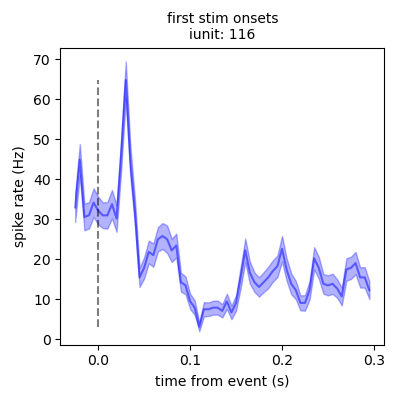 first stim onsets
iunit: 116
spike rate (Hz)
70
60
50
40
30
20
10
0
0.0 0.1 0.2 0.3
time from event (s)